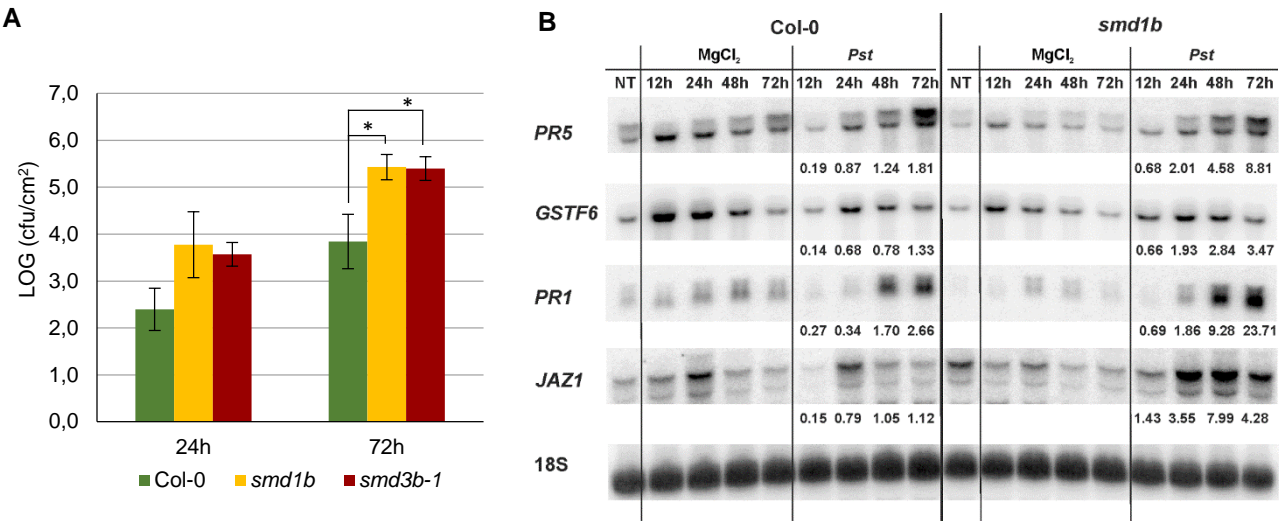 A
7,0
6,0
5,0
4,0
3,0
2,0
1,0
0,0
LOG (cfu/cm²)
*
*
24h 72h
Col-0 smd1b smd3b-1
B
Col-0 smd1b
MgCl₂ Pst MgCl₂ Pst
NT 12h 24h 48h 72h 12h 24h 48h 72h NT 12h 24h 48h 72h 12h 24h 48h 72h
PR5
0.19 0.87 1.24 1.81 0.68 2.01 4.58 8.81
GSTF6
0.14 0.68 0.78 1.33 0.66 1.93 2.84 3.47
PR1
0.27 0.34 1.70 2.66 0.69 1.86 9.28 23.71
JAZ1
0.15 0.79 1.05 1.12 1.43 3.55 7.99 4.28
18S